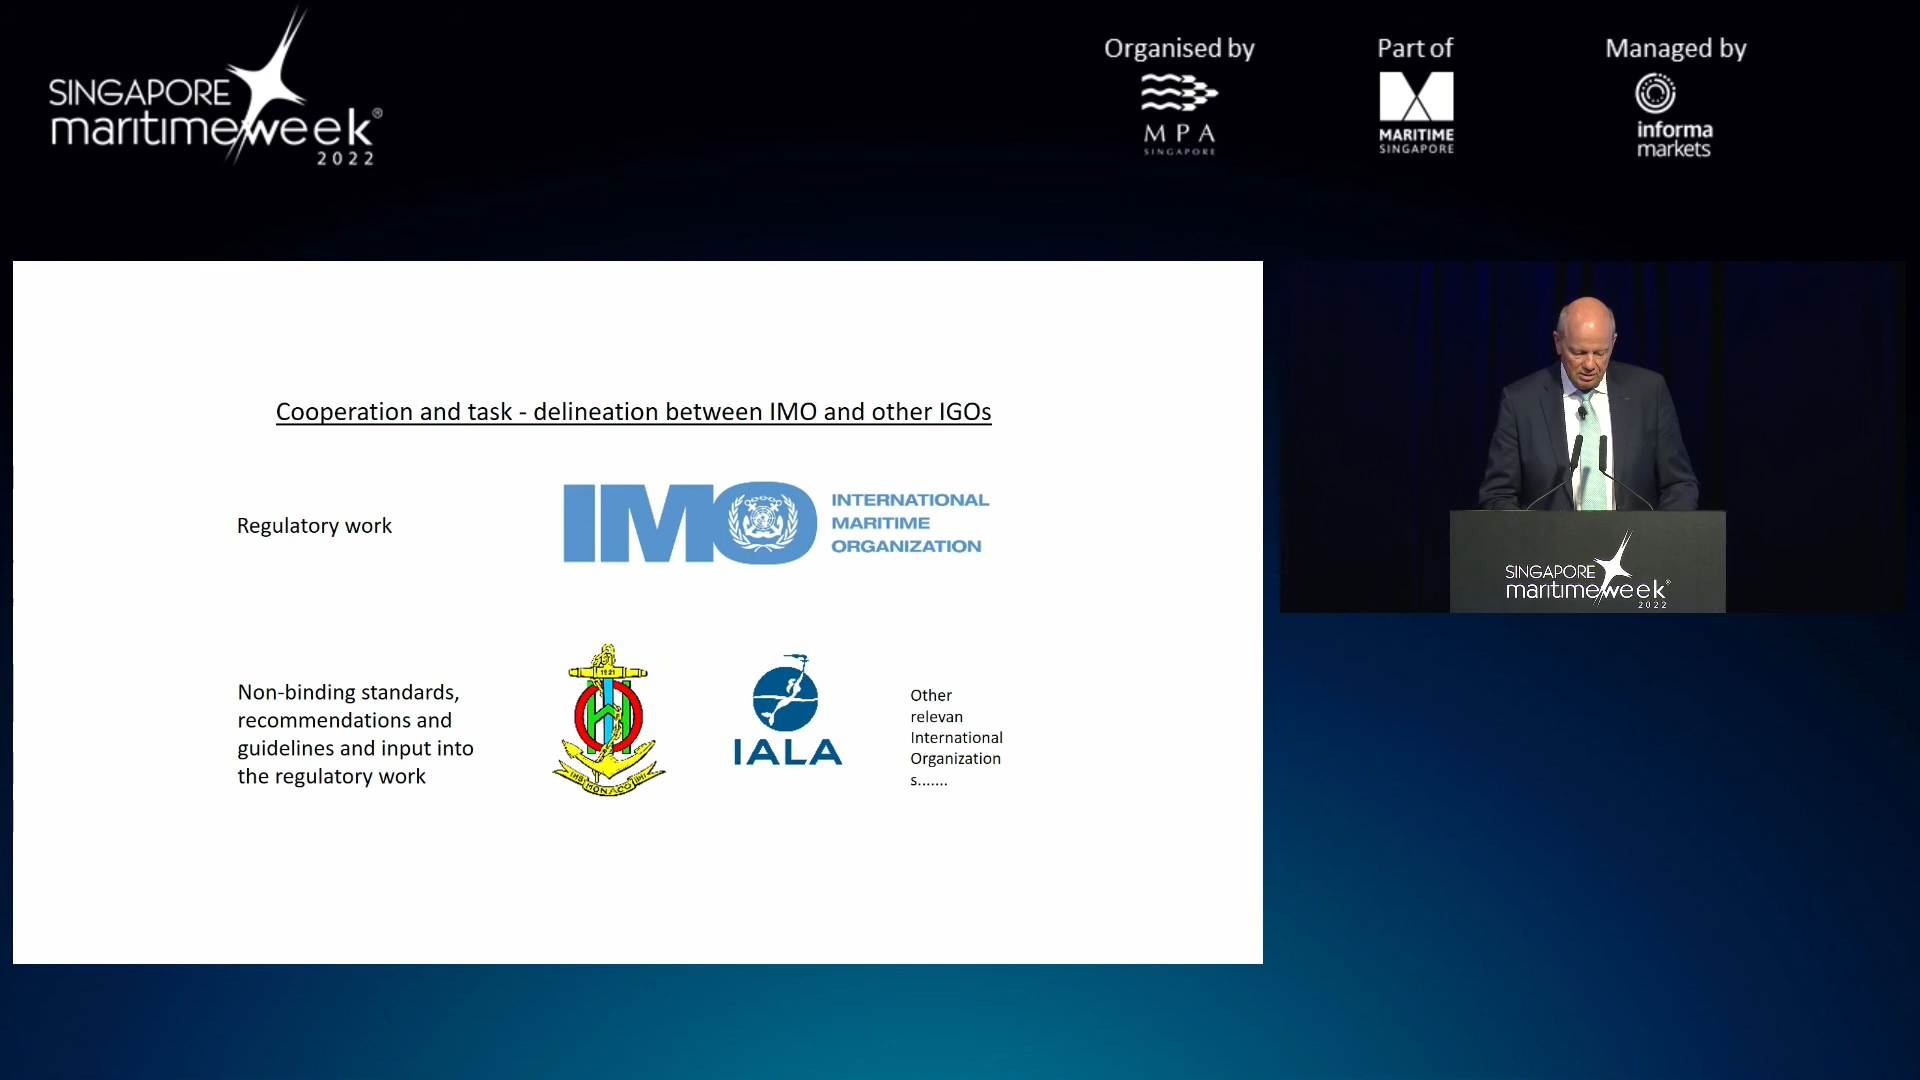 SINGAPORE
maritimeweek®
2022
Organised by
MPA
SINGAPORE
Part of
MARITIME
SINGAPORE
Managed by
informa
markets
Cooperation and task - delineation between IMO and other IGOs
Regulatory work
IMO
INTERNATIONAL
MARITIME
ORGANIZATION
Non-binding standards,
recommendations and
guidelines and input into
the regulatory work
1921
MONACO
IALA
Other
relevan
International
Organization
s.......
SINGAPORE
maritimeweek®
2022